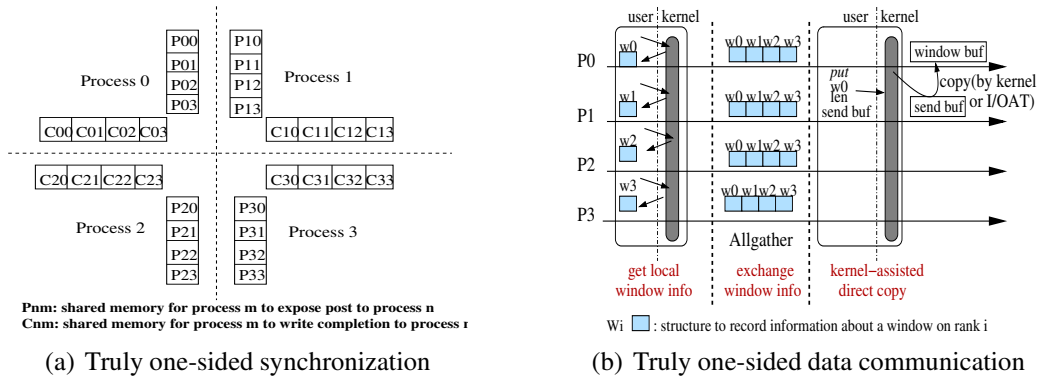 P00
P01
P02
P03
Process 0
C00 C01 C02 C03
P10
P11
P12
P13
Process 1
C10 C11 C12 C13
C20 C21 C22 C23
P20
P21
P22
P23
Process 2
C30 C31 C32 C33
P30
P31
P32
P33
Process 3
Pnm: shared memory for process m to expose post to process n
Cnm: shared memory for process m to write completion to process
(a) Truly one-sided synchronization
user kernel
user kernel
P0
w0
w0 w1 w2 w3
window buf
put
w0
len
send buf
copy(by kernel
or I/OAT)
send buf
P1
w1
w0 w1 w2 w3
P2
w2
w0 w1 w2 w3
P3
w3
w0 w1 w2 w3
Allgather
get local
window info
exchange
window info
kernel-assisted
direct copy
Wi : structure to record information about a window on rank i
(b) Truly one-sided data communication